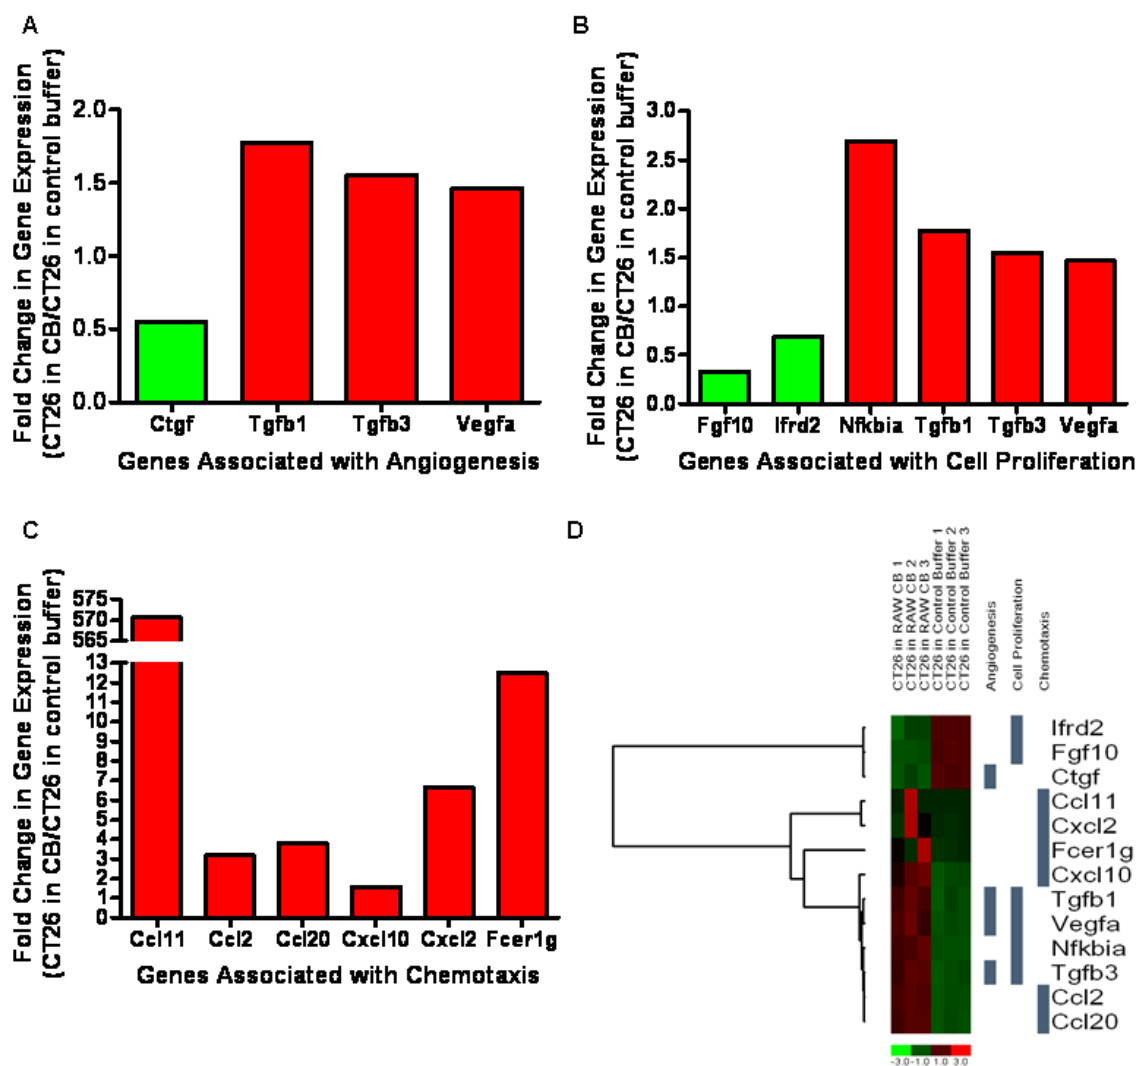 A
Fold Change in Gene Expression
(CT26 in CB/CT26 in control buffer)
2.0
1.5
1.0
0.5
0.0
Ctgf Tgfb1 Tgfb3 Vegfa
Genes Associated with Angiogenesis
B
Fold Change in Gene Expression
(CT26 in CB/CT26 in control buffer)
3.0
2.5
2.0
1.5
1.0
0.5
0.0
Fgf10 Ifrd2 Nfkbia Tgfb1 Tgfb3 Vegfa
Genes Associated with Cell Proliferation
C
Fold Change in Gene Expression
(CT26 in CB/CT26 in control buffer)
575
570
565
13
12
11
10
9
8
7
6
5
4
3
2
1
0
Ccl11 Ccl2 Ccl20 Cxcl10 Cxcl2 Fcer1g
Genes Associated with Chemotaxis
D
CT26 in RAW CB 1
CT26 in RAW CB 2
CT26 in RAW CB 3
CT26 in Control Buffer 1
CT26 in Control Buffer 2
CT26 in Control Buffer 3
Angiogenesis
Cell Proliferation
Chemotaxis
Ifrd2
Fgf10
Ctgf
Ccl11
Cxcl2
Fcer1g
Cxcl10
Tgfb1
Vegfa
Nfkbia
Tgfb3
Ccl2
Ccl20
-3.0 -1.0 1.0 3.0